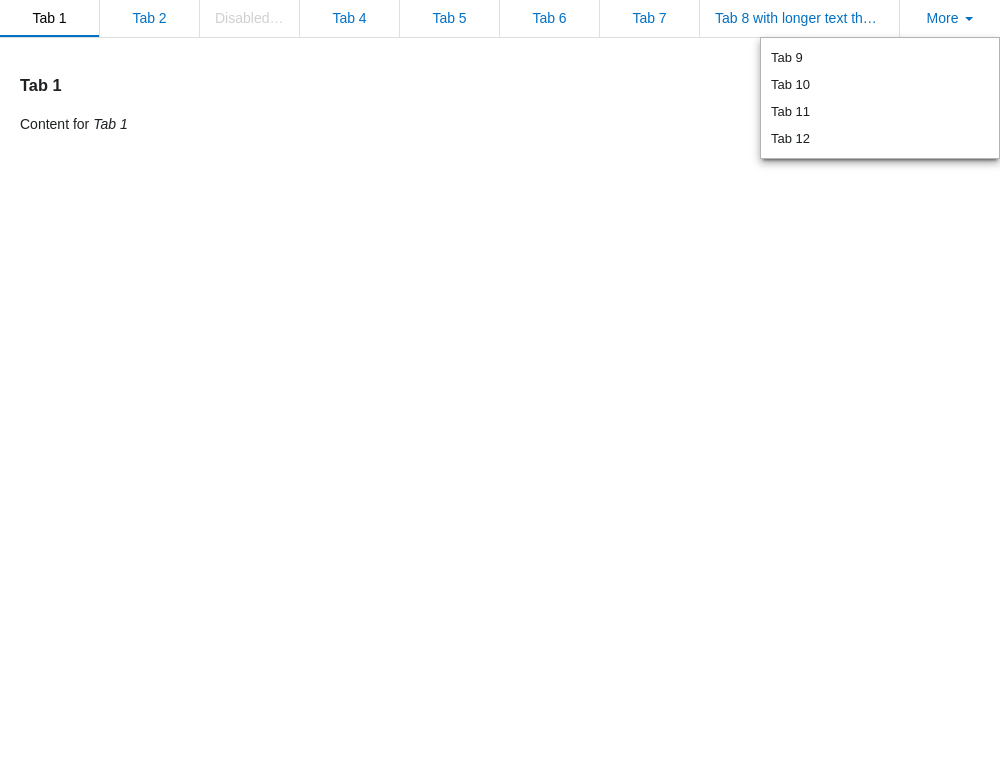 Tab 1
Tab 2
Disabled…
Tab 4
Tab 5
Tab 6
Tab 7
Tab 8 with longer text th…
More
Tab 9
Tab 10
Tab 11
Tab 12
Tab 1
Content for Tab 1